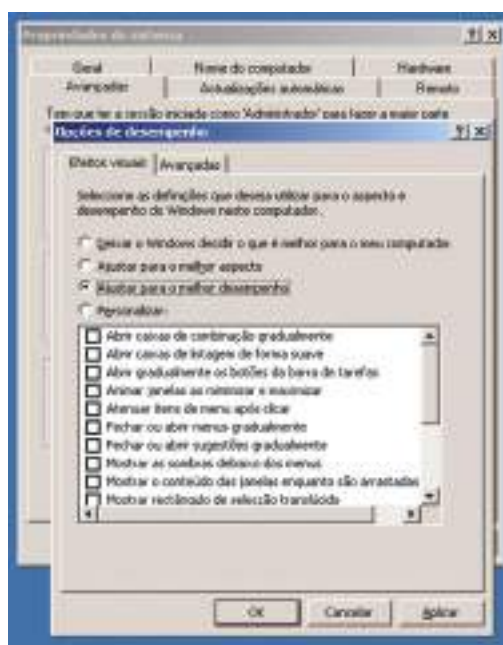 Propriedades do sistema
Geral
Nome do computador
Hardware
Avançadas
Actualizações automáticas
Remoto
Tem que ter a sessão iniciada como 'Administrador' para fazer a maior parte
Opções de desempenho
Efeitos visuais
Avançadas
Seleccione as definições que deseja utilizar para o aspecto e
desempenho do Windows neste computador.
Deixar o Windows decidir o que é melhor para o meu computador
Ajustar para o melhor aspecto
Ajustar para o melhor desempenho
Personalizar:
Abrir caixas de combinação gradualmente
Abrir caixas de listagem de forma suave
Abrir gradualmente os botões da barra de tarefas
Animar janelas ao minimizar e maximizar
Atenuar itens de menu após clicar
Fechar ou abrir menus gradualmente
Fechar ou abrir sugestões gradualmente
Mostrar as sombras debaixo dos menus
Mostrar o conteúdo das janelas enquanto são arrastadas
Mostrar rectângulo de selecção translúcido
OK
Cancelar
Aplicar